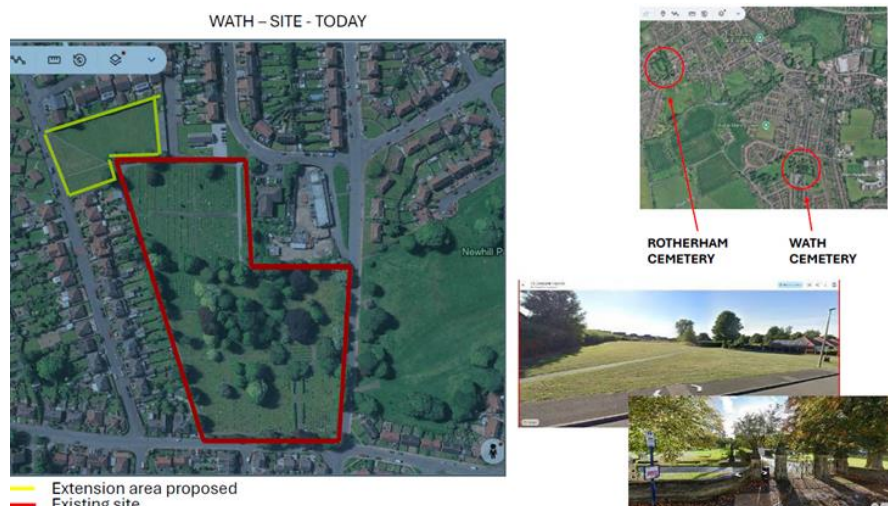 WATH – SITE - TODAY
Newhill P
ROTHERHAM
CEMETERY
WATH
CEMETERY
Extension area proposed
Existing site